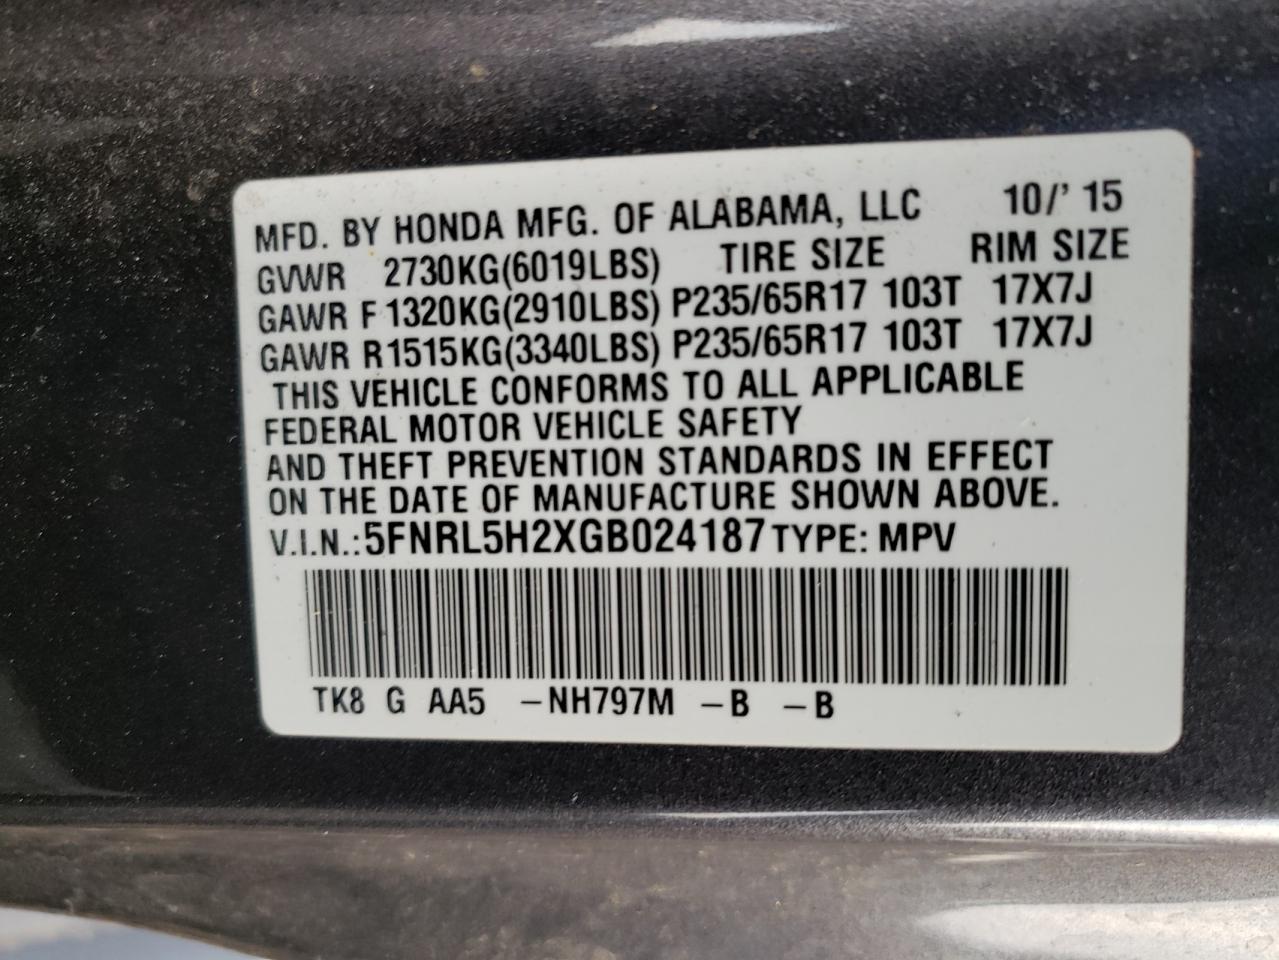 MFD. BY HONDA MFG. OF ALABAMA, LLC 10/' 15
GVWR 2730KG(6019LBS) TIRE SIZE RIM SIZE
GAWR F 1320KG(2910LBS) P235/65R17 103T 17X7J
GAWR R1515KG(3340LBS) P235/65R17 103T 17X7J
THIS VEHICLE CONFORMS TO ALL APPLICABLE
FEDERAL MOTOR VEHICLE SAFETY
AND THEFT PREVENTION STANDARDS IN EFFECT
ON THE DATE OF MANUFACTURE SHOWN ABOVE.
V.I.N.:5FNRL5H2XGB024187 TYPE: MPV
TK8 G AA5 -NH797M -B -B